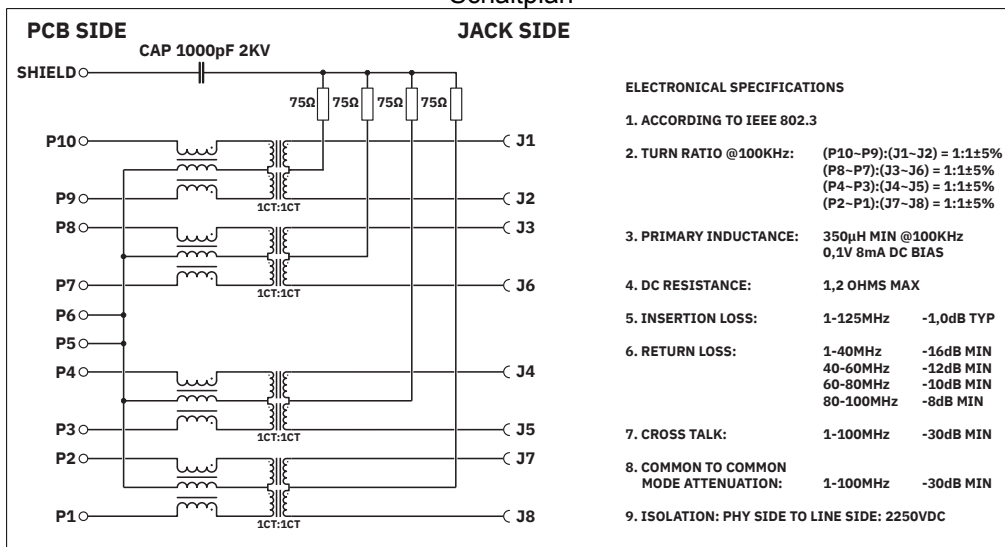 Schaltplan
PCB SIDE
JACK SIDE
CAP 1000pF 2KV
SHIELD
75Ω 75Ω 75Ω 75Ω
P10
J1
P9
J2
1CT:1CT
P8
J3
P7
J6
1CT:1CT
P6
P5
P4
J4
P3
J5
1CT:1CT
P2
J7
P1
J8
1CT:1CT
ELECTRONICAL SPECIFICATIONS
1. ACCORDING TO IEEE 802.3
2. TURN RATIO @100KHz: (P10~P9):(J1~J2) = 1:1±5%
(P8~P7):(J3~J6) = 1:1±5%
(P4~P3):(J4~J5) = 1:1±5%
(P2~P1):(J7~J8) = 1:1±5%
3. PRIMARY INDUCTANCE: 350µH MIN @100KHz
0,1V 8mA DC BIAS
4. DC RESISTANCE: 1,2 OHMS MAX
5. INSERTION LOSS: 1-125MHz -1,0dB TYP
6. RETURN LOSS: 1-40MHz -16dB MIN
40-60MHz -12dB MIN
60-80MHz -10dB MIN
80-100MHz -8dB MIN
7. CROSS TALK: 1-100MHz -30dB MIN
8. COMMON TO COMMON
MODE ATTENUATION: 1-100MHz -30dB MIN
9. ISOLATION: PHY SIDE TO LINE SIDE: 2250VDC